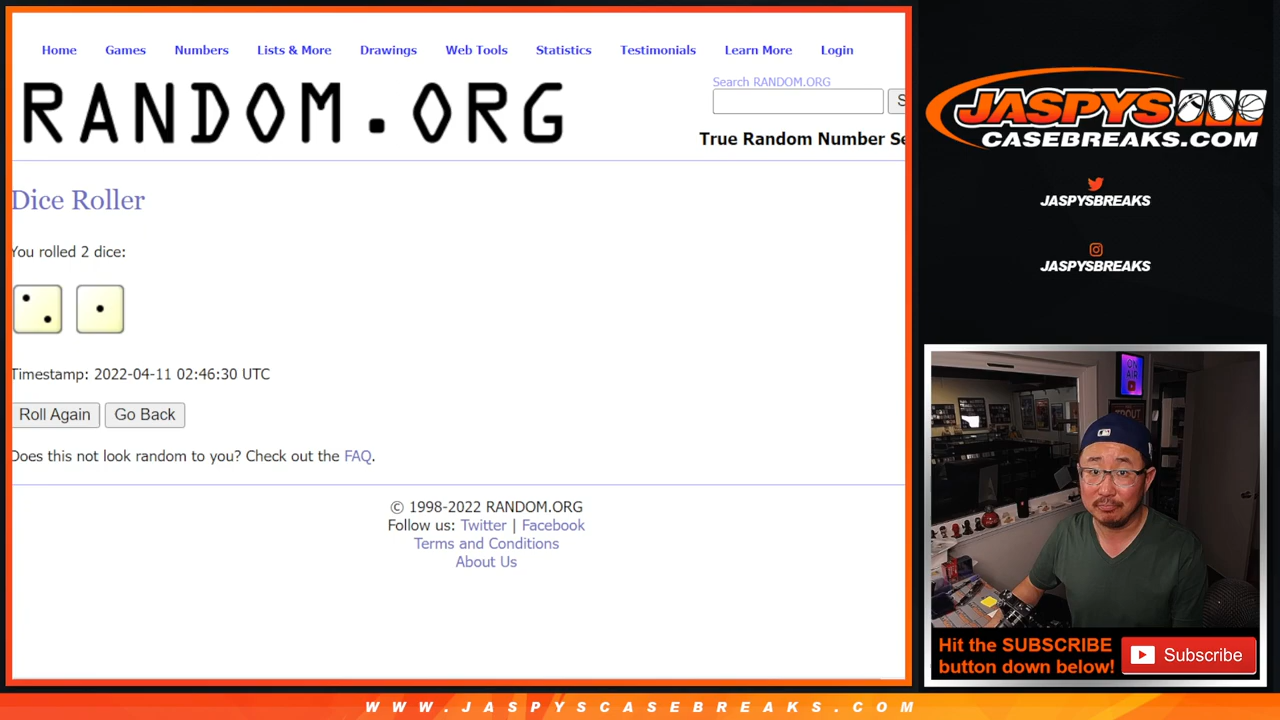 Home Games Numbers Lists & More Drawings Web Tools Statistics Testimonials Learn More Login
Search RANDOM.ORG
RANDOM.ORG
True Random Number Se
Dice Roller
You rolled 2 dice:
Timestamp: 2022-04-11 02:46:30 UTC
Roll Again Go Back
Does this not look random to you? Check out the FAQ.
© 1998-2022 RANDOM.ORG
Follow us: Twitter | Facebook
Terms and Conditions
About Us
JASPYS
CASEBREAKS.COM
JASPYSBREAKS
JASPYSBREAKS
ON
AIR
TROUT
Hit the SUBSCRIBE
button down below!
Subscribe
WWW.JASPYSCASEBREAKS.COM